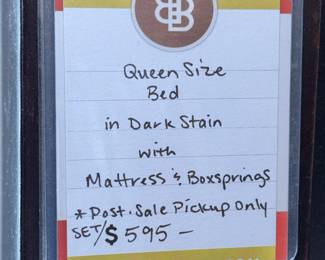 Queen Size
Bed
in Dark Stain
with
Mattress & Boxsprings
*Post-Sale Pickup Only
SET/$595-